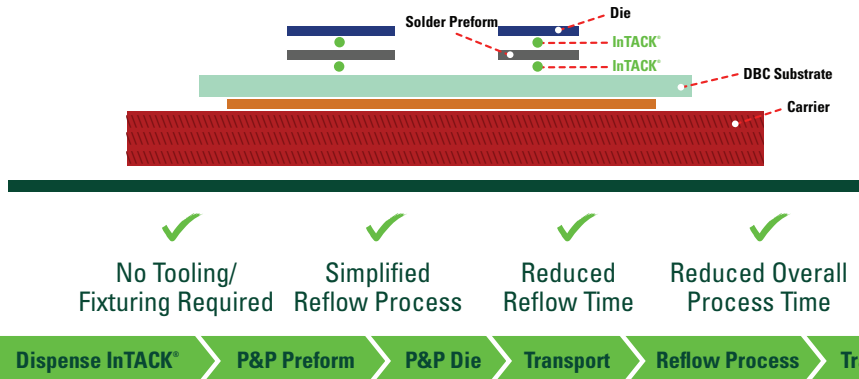 Die
Solder Preform
InTACK®
InTACK®
DBC Substrate
Carrier
No Tooling/
Fixturing Required
Simplified
Reflow Process
Reduced
Reflow Time
Reduced Overall
Process Time
Dispense InTACK®
P&P Preform
P&P Die
Transport
Reflow Process